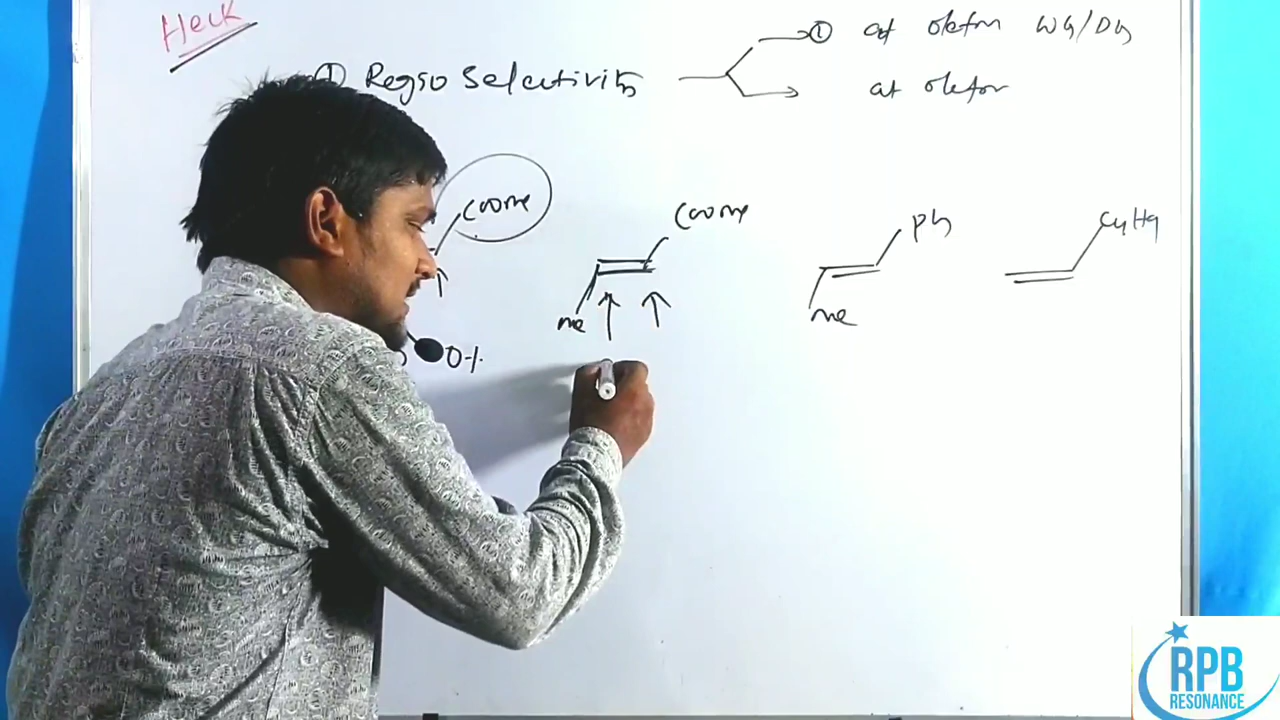 Heck
① Regio Selectivity
① at olefin WG/DG
at olefin
COOMe
COOMe
Me
Ph
Me
C4H9
0%
RPB
RESONANCE